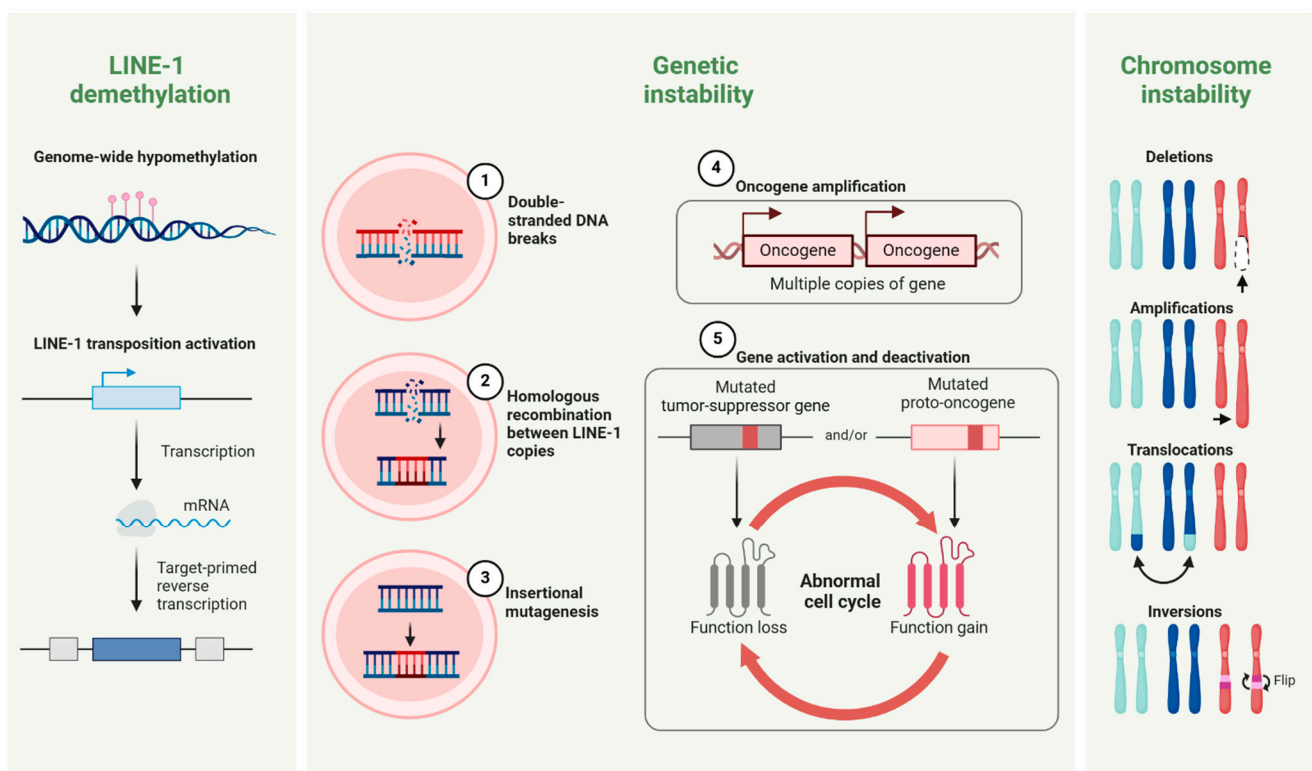 LINE-1
demethylation
Genome-wide hypomethylation
LINE-1 transposition activation
Transcription
mRNA
Target-primed
reverse
transcription
Genetic
instability
1
Double-
stranded DNA
breaks
2
Homologous
recombination
between LINE-1
copies
3
Insertional
mutagenesis
4
Oncogene amplification
Oncogene
Oncogene
Multiple copies of gene
5
Gene activation and deactivation
Mutated
tumor-suppressor gene
and/or
Mutated
proto-oncogene
Abnormal
cell cycle
Function loss
Function gain
Chromosome
instability
Deletions
Amplifications
Translocations
Inversions
Flip